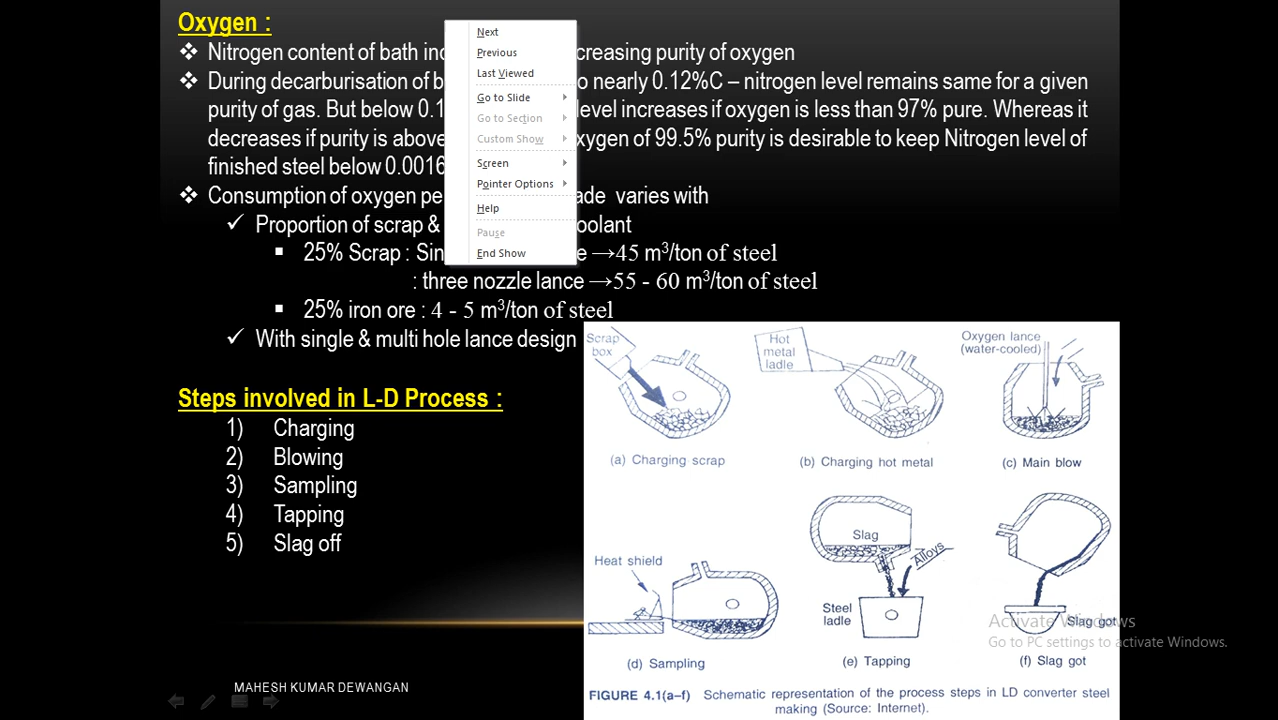 Oxygen :
❖ Nitrogen content of bath inc creasing purity of oxygen
❖ During decarburisation of b o nearly 0.12%C – nitrogen level remains same for a given
purity of gas. But below 0.1 level increases if oxygen is less than 97% pure. Whereas it
decreases if purity is above xygen of 99.5% purity is desirable to keep Nitrogen level of
finished steel below 0.0016
❖ Consumption of oxygen pe ade varies with
✓ Proportion of scrap & oolant
▪ 25% Scrap : Sin e →45 m³/ton of steel
: three nozzle lance →55 - 60 m³/ton of steel
▪ 25% iron ore : 4 - 5 m³/ton of steel
✓ With single & multi hole lance design
Next
Previous
Last Viewed
Go to Slide
Go to Section
Custom Show
Screen
Pointer Options
Help
Pause
End Show
Steps involved in L-D Process :
1) Charging
2) Blowing
3) Sampling
4) Tapping
5) Slag off
Scrap
box
Hot
metal
ladle
Oxygen lance
(water-cooled)
(a) Charging scrap
(b) Charging hot metal
(c) Main blow
Heat shield
Slag
Alloys
Steel
ladle
Slag got
(d) Sampling
(e) Tapping
(f) Slag got
FIGURE 4.1(a–f) Schematic representation of the process steps in LD converter steel
making (Source: Internet).
Activate Windows
Go to PC settings to activate Windows.
MAHESH KUMAR DEWANGAN